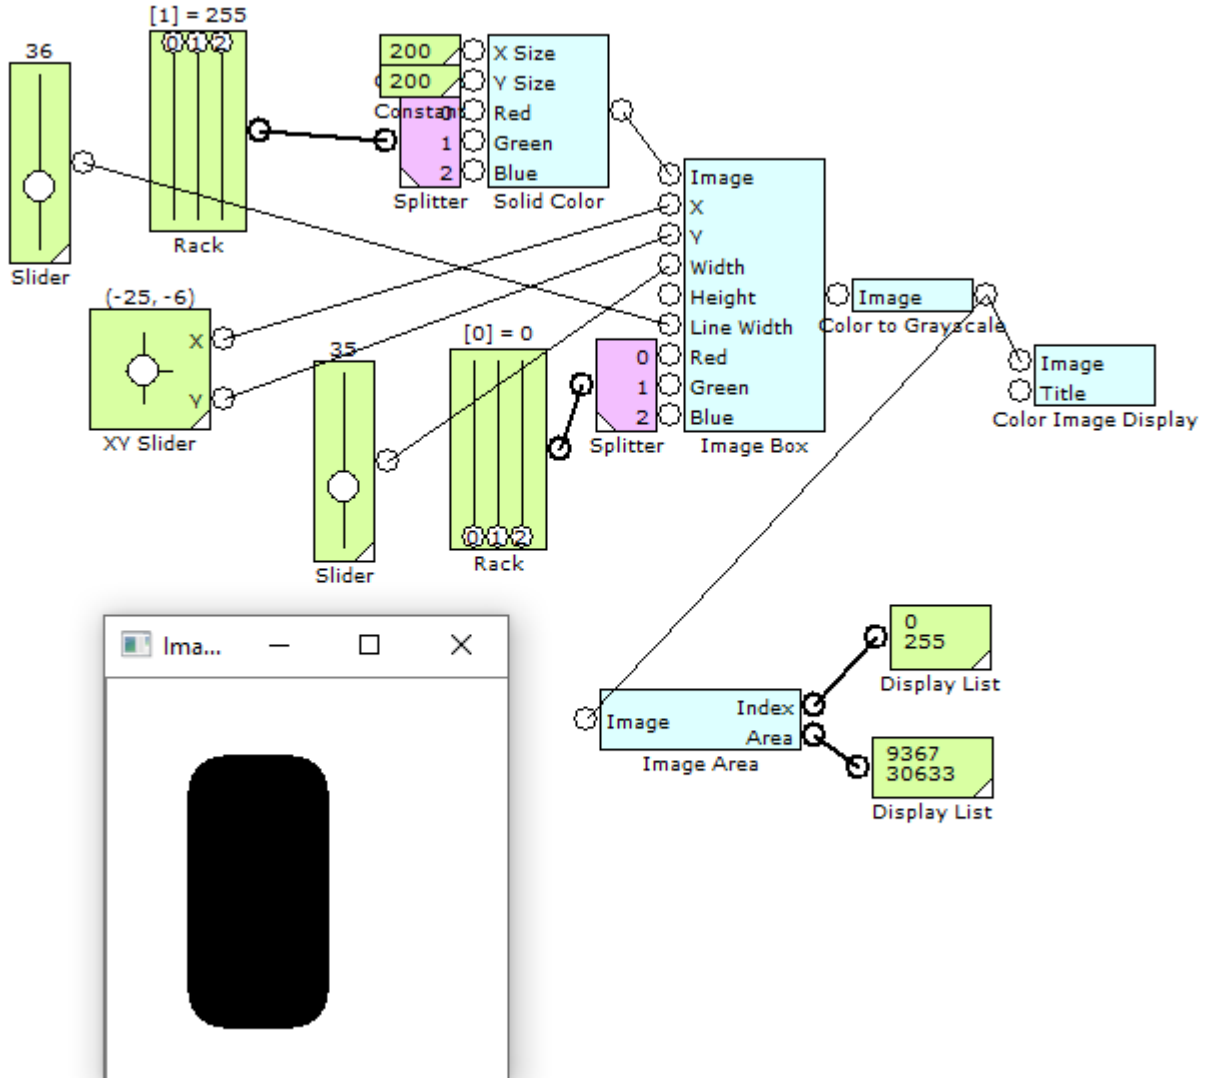 [1] = 255
36
0 1 2
200
X Size
200
Y Size
Constant
0
Red
1
Green
2
Blue
Splitter
Solid Color
Rack
Slider
Image
X
Y
Width
Height
Line Width
0
Red
1
Green
2
Blue
Splitter
Image Box
(-25, -6)
X
Y
XY Slider
35
Slider
[0] = 0
0 1 2
Rack
Image
Color to Grayscale
Image
Title
Color Image Display
Ima...
0
255
Display List
Image
Index
Area
Image Area
9367
30633
Display List